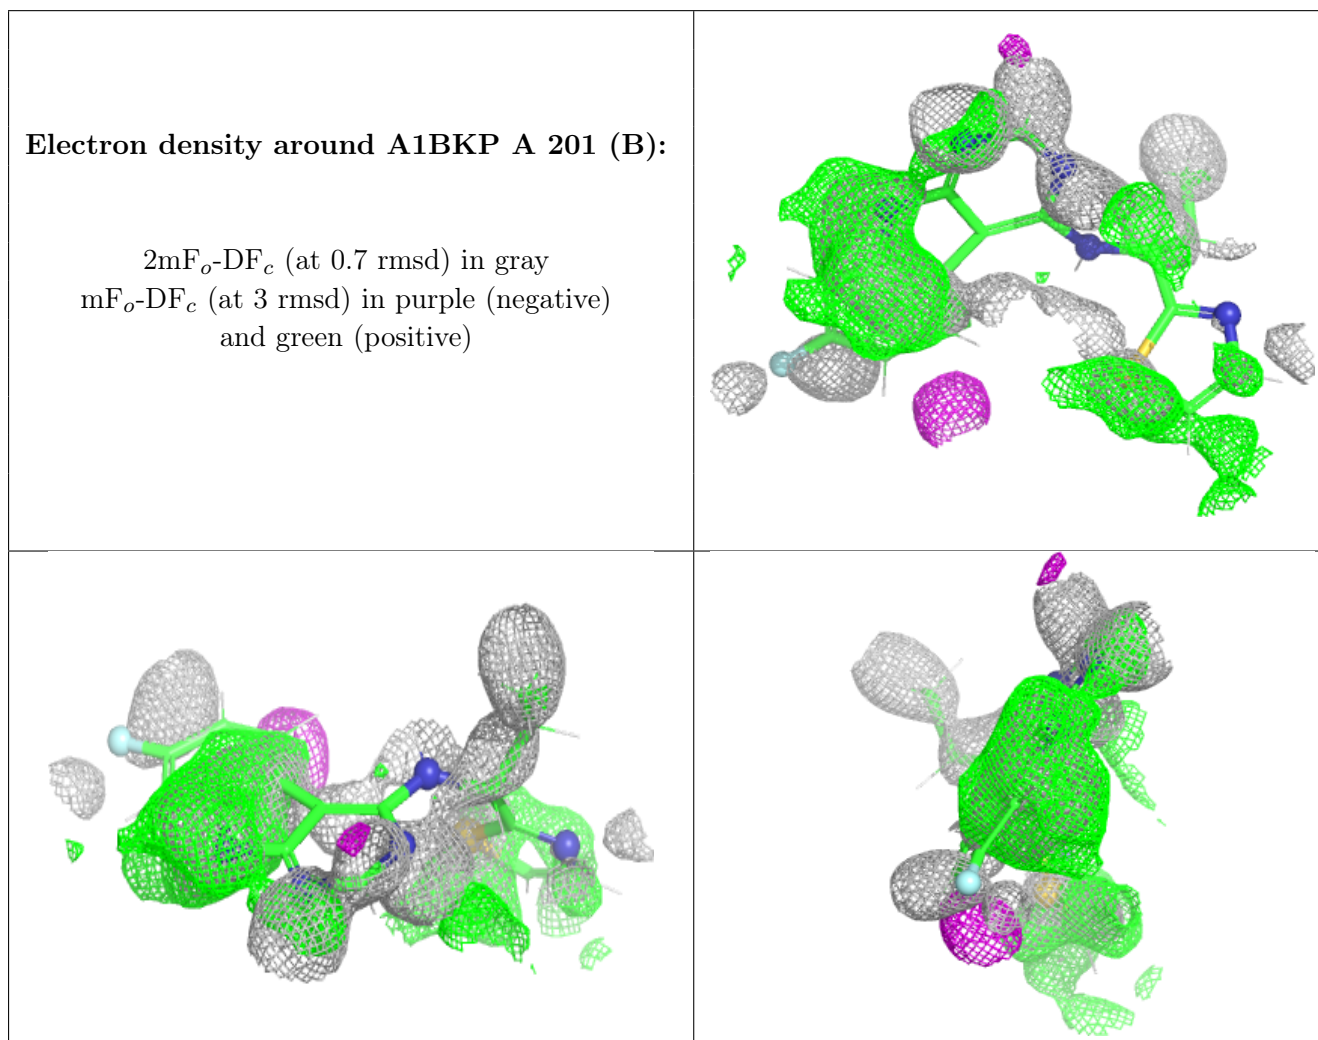 Electron density around A1BKP A 201 (B):
2mFo-DFc (at 0.7 rmsd) in gray
mFo-DFc (at 3 rmsd) in purple (negative)
and green (positive)